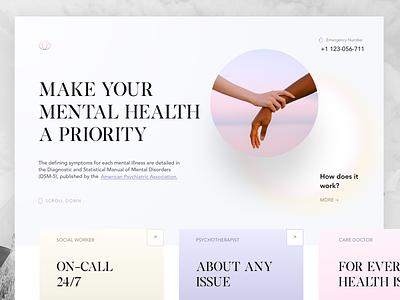 Emergency Number
+1 123-056-711
MAKE YOUR
MENTAL HEALTH
A PRIORITY
The defining symptoms for each mental illness are detailed in
the Diagnostic and Statistical Manual of Mental Disorders
(DSM-5), published by the American Psychiatric Association.
How does it
work?
MORE →
SCROLL DOWN
SOCIAL WORKER
ON-CALL
24/7
PSYCHOTHERAPIST
ABOUT ANY
ISSUE
CARE DOCTOR
FOR EVER
HEALTH IS